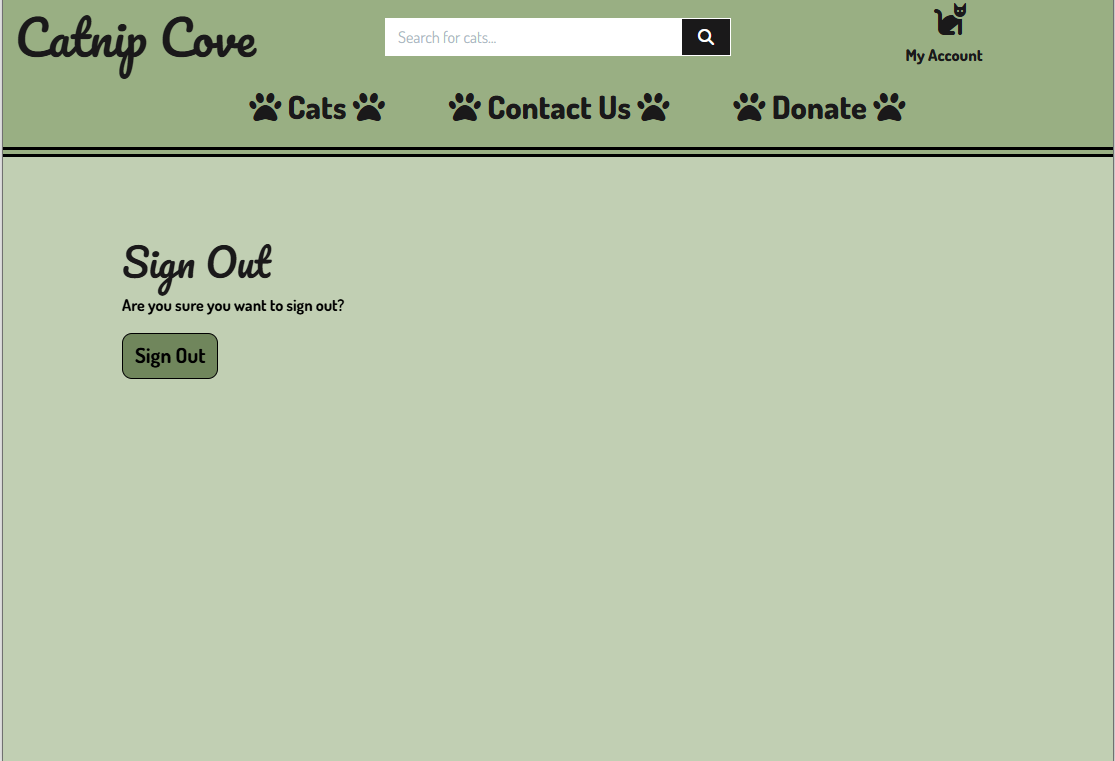 Catnip Cove
Search for cats...
My Account
Cats
Contact Us
Donate
Sign Out
Are you sure you want to sign out?
Sign Out